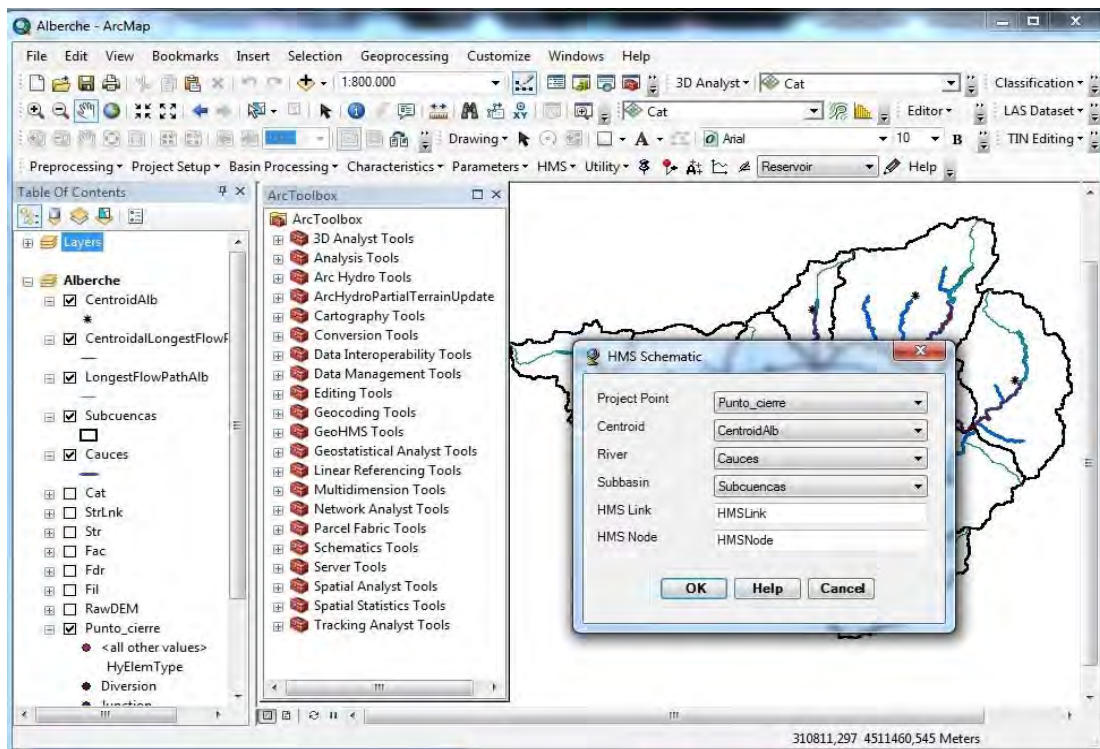 Alberche - ArcMap
File Edit View Bookmarks Insert Selection Geoprocessing Customize Windows Help
1:800.000 3D Analyst Cat Classification
Cat Editor LAS Dataset
Drawing A Arial 10 B TIN Editing
Preprocessing Project Setup Basin Processing Characteristics Parameters HMS Utility Reservoir Help
Table Of Contents
Layers
Alberche
CentroidAlb
CentroidalLongestFlowF
LongestFlowPathAlb
Subcuencas
Cauces
Cat
StrLnk
Str
Fac
Fdr
Fil
RawDEM
Punto_cierre
<all other values>
HyElemType
Diversion
Junction
ArcToolbox
ArcToolbox
3D Analyst Tools
Analysis Tools
Arc Hydro Tools
ArcHydroPartialTerrainUpdate
Cartography Tools
Conversion Tools
Data Interoperability Tools
Data Management Tools
Editing Tools
Geocoding Tools
GeoHMS Tools
Geostatistical Analyst Tools
Linear Referencing Tools
Multidimension Tools
Network Analyst Tools
Parcel Fabric Tools
Schematics Tools
Server Tools
Spatial Analyst Tools
Spatial Statistics Tools
Tracking Analyst Tools
HMS Schematic
Project Point Punto_cierre
Centroid CentroidAlb
River Cauces
Subbasin Subcuencas
HMS Link HMSLink
HMS Node HMSNode
OK Help Cancel
310811,297 4511460,545 Meters